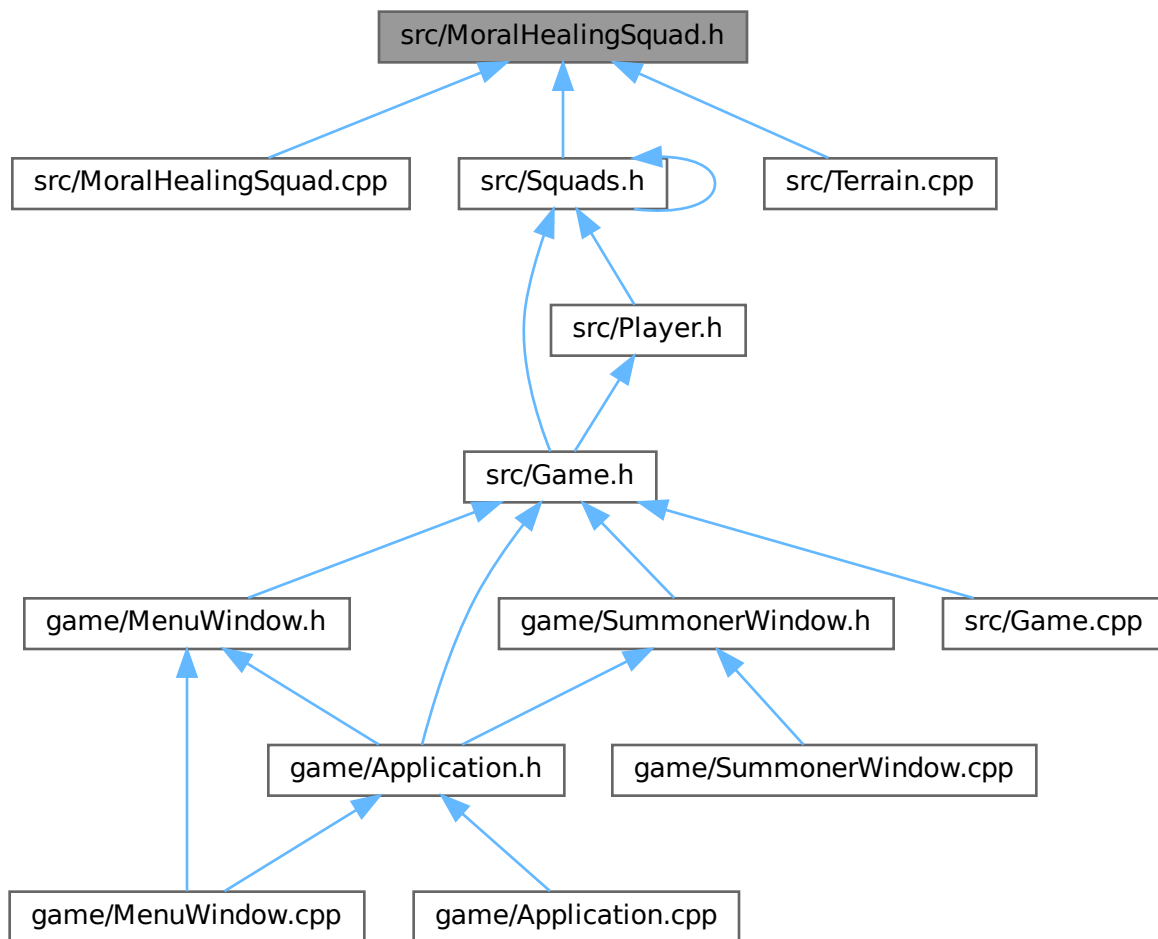 src/MoralHealingSquad.h
src/MoralHealingSquad.cpp
src/Squads.h
src/Terrain.cpp
src/Player.h
src/Game.h
game/MenuWindow.h
game/SummonerWindow.h
src/Game.cpp
game/Application.h
game/SummonerWindow.cpp
game/MenuWindow.cpp
game/Application.cpp